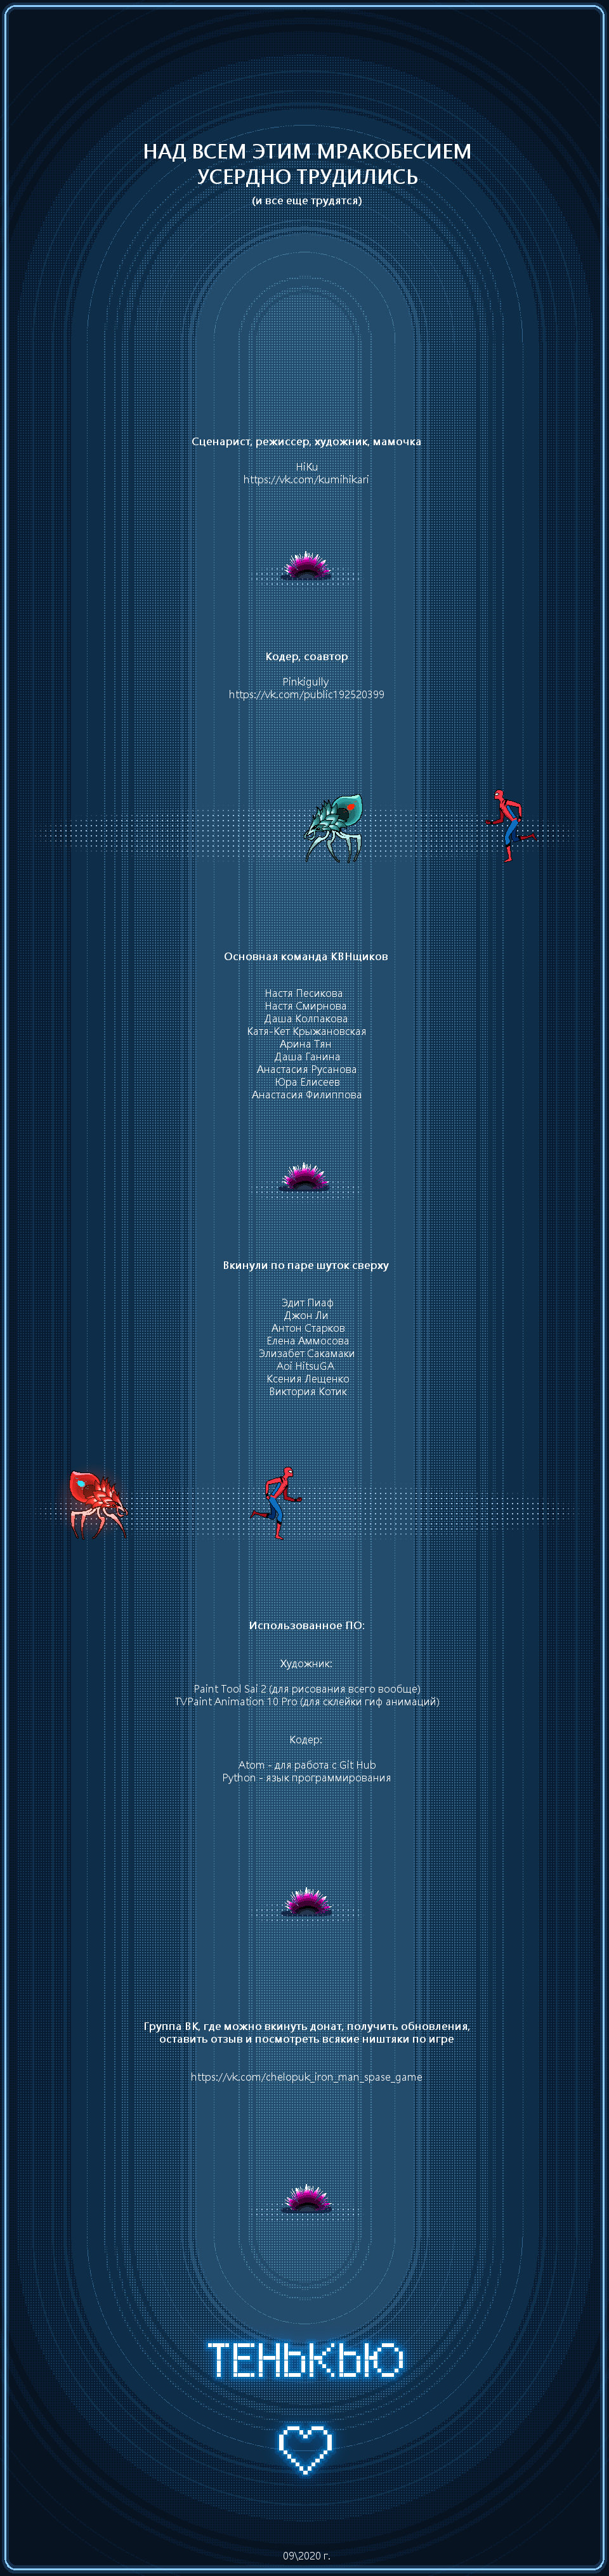 НАД ВСЕМ ЭТИМ МРАКОБЕСИЕМ
УСЕРДНО ТРУДИЛИСЬ
(и все еще трудятся)
Сценарист, режиссер, художник, мамочка
HiKu
https://vk.com/kumihikari
Кодер, соавтор
Pinkigully
https://vk.com/public192520399
Основная команда КВНщиков
Настя Песикова
Настя Смирнова
Даша Колпакова
Катя-Кет Крыжановская
Арина Тян
Даша Ганина
Анастасия Русанова
Юра Елисеев
Анастасия Филиппова
Вкинули по паре шуток сверху
Эдит Пиаф
Джон Ли
Антон Старков
Елена Аммосова
Элизабет Сакамаки
Aoi HitsuGA
Ксения Лещенко
Виктория Котик
Использованное ПО:
Художник:
Paint Tool Sai 2 (для рисования всего вообще)
TVPaint Animation 10 Pro (для склейки гиф анимаций)
Кодер:
Atom - для работа с Git Hub
Python - язык программирования
Группа ВК, где можно вкинуть донат, получить обновления,
оставить отзыв и посмотреть всякие ништяки по игре
https://vk.com/chelopuk_iron_man_spase_game
ТЕНЬКЬЮ
09\2020 г.